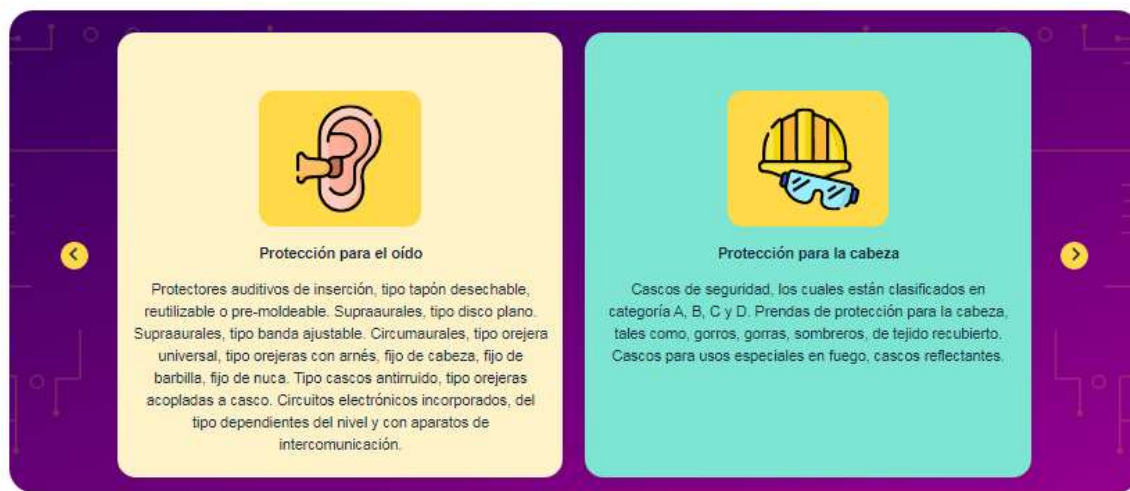 Protección para el oído
Protectores auditivos de inserción, tipo tapón desechable,
reutilizable o pre-moldeable. Supraaurales, tipo disco plano.
Supraaurales, tipo banda ajustable. Circumaurales, tipo orejera
universal, tipo orejeras con arnés, fijo de cabeza, fijo de
barbilla, fijo de nuca. Tipo cascos antirruido, tipo orejeras
acopladas a casco. Circuitos electrónicos incorporados, del
tipo dependientes del nivel y con aparatos de
intercomunicación.
Protección para la cabeza
Cascos de seguridad, los cuales están clasificados en
categoría A, B, C y D. Prendas de protección para la cabeza,
tales como, gorros, gorras, sombreros, de tejido recubierto.
Cascos para usos especiales en fuego, cascos reflectantes.